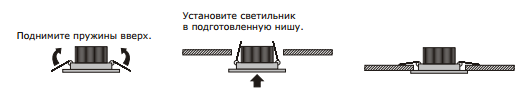 Поднимите пружины вверх.
Установите светильник
в подготовленную нишу.